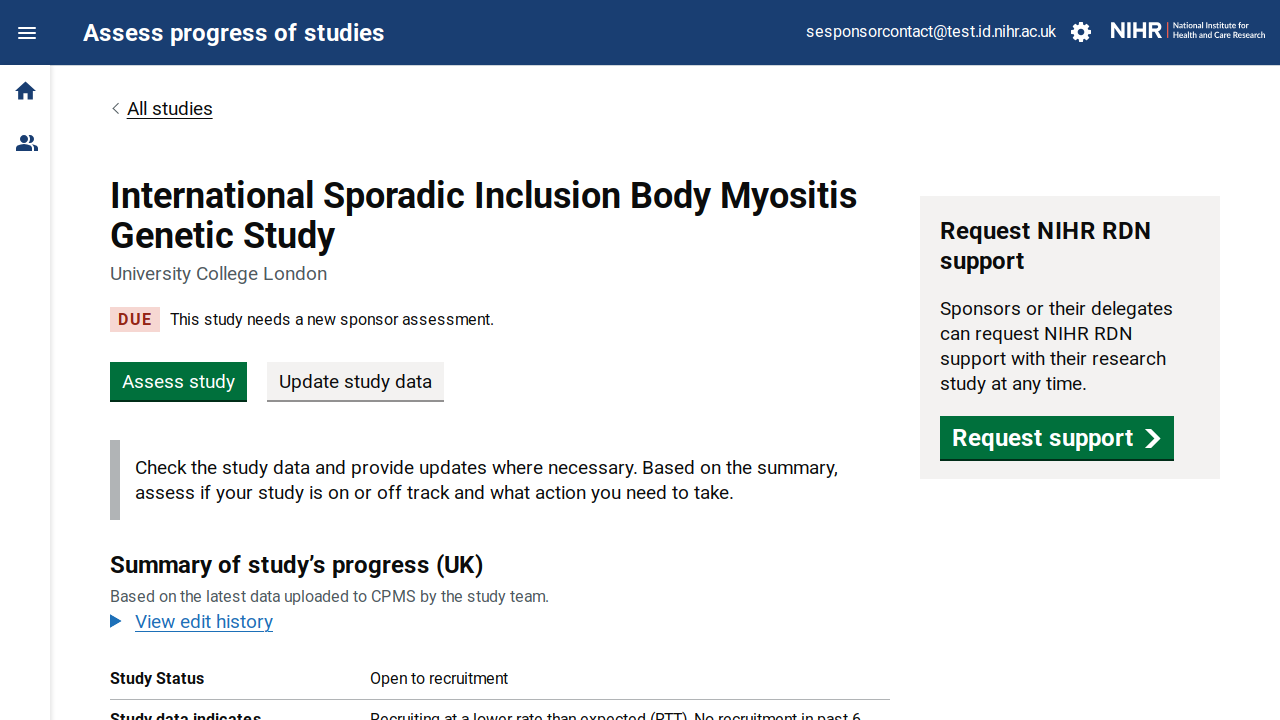 Assess progress of studies
sesponsorcontact@test.id.nihr.ac.uk
NIHR
National Institute for
Health and Care Research
All studies
International Sporadic Inclusion Body Myositis
Genetic Study
University College London
DUE
This study needs a new sponsor assessment.
Assess study
Update study data
Check the study data and provide updates where necessary. Based on the summary,
assess if your study is on or off track and what action you need to take.
Summary of study’s progress (UK)
Based on the latest data uploaded to CPMS by the study team.
View edit history
Study Status
Open to recruitment
Study data indicates
Recruiting at a lower rate than expected (RTT), No recruitment in past 6
Request NIHR RDN
support
Sponsors or their delegates
can request NIHR RDN
support with their research
study at any time.
Request support